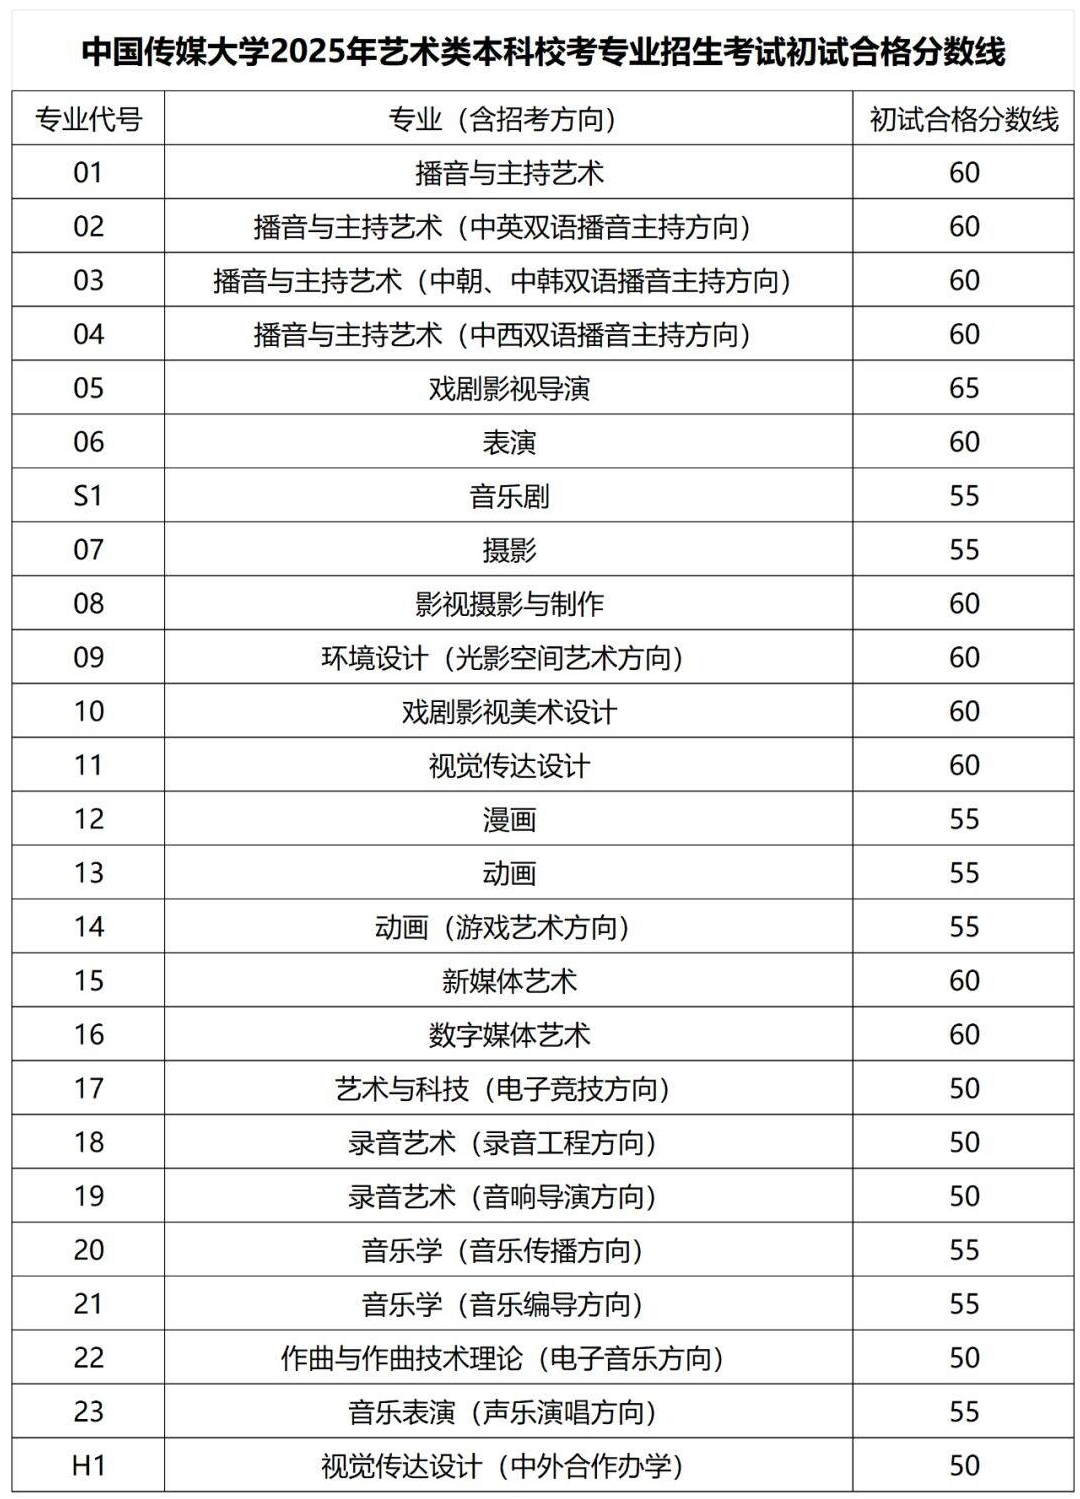 中国传媒大学2025年艺术类本科校考专业招生考试初试合格分数线
专业代号 专业（含招考方向） 初试合格分数线
01 播音与主持艺术 60
02 播音与主持艺术（中英双语播音主持方向） 60
03 播音与主持艺术（中朝、中韩双语播音主持方向） 60
04 播音与主持艺术（中西双语播音主持方向） 60
05 戏剧影视导演 65
06 表演 60
S1 音乐剧 55
07 摄影 55
08 影视摄影与制作 60
09 环境设计（光影空间艺术方向） 60
10 戏剧影视美术设计 60
11 视觉传达设计 60
12 漫画 55
13 动画 55
14 动画（游戏艺术方向） 55
15 新媒体艺术 60
16 数字媒体艺术 60
17 艺术与科技（电子竞技方向） 50
18 录音艺术（录音工程方向） 50
19 录音艺术（音响导演方向） 50
20 音乐学（音乐传播方向） 55
21 音乐学（音乐编导方向） 55
22 作曲与作曲技术理论（电子音乐方向） 50
23 音乐表演（声乐演唱方向） 55
H1 视觉传达设计（中外合作办学） 50